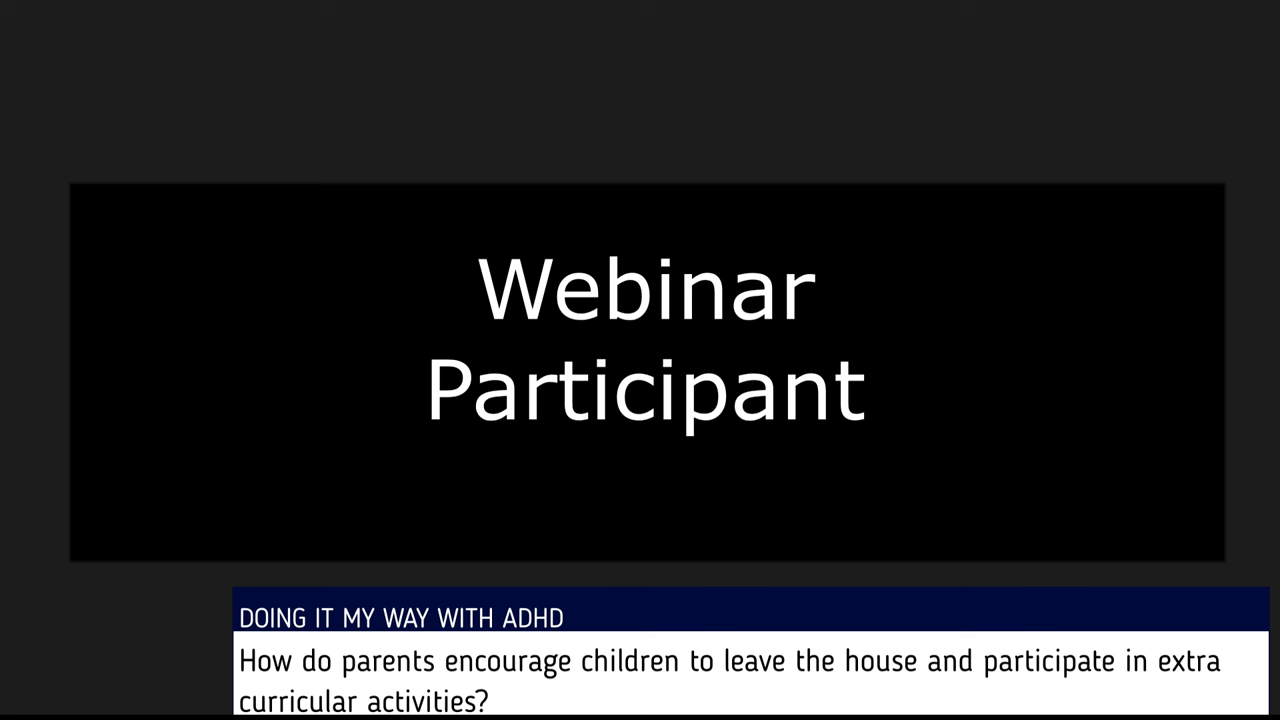 Webinar
Participant
DOING IT MY WAY WITH ADHD
How do parents encourage children to leave the house and participate in extra
curricular activities?